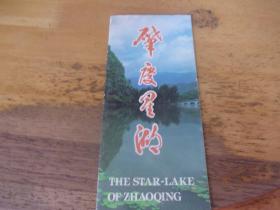 肇庆星湖
THE STAR-LAKE
OF ZHAOQING